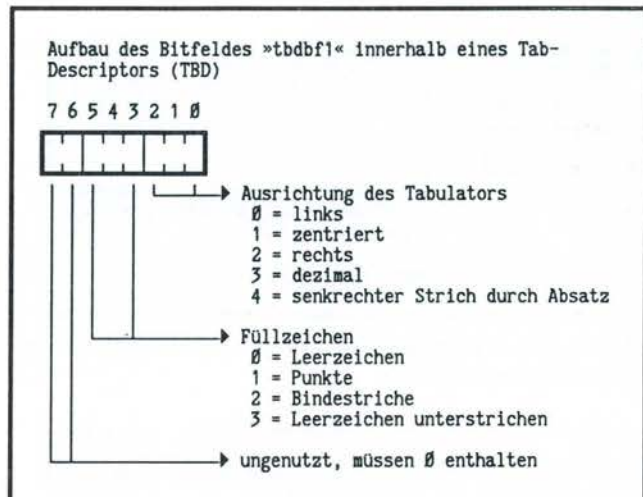 Aufbau des Bitfeldes »tbdbf1« innerhalb eines Tab-
Descriptors (TBD)
7 6 5 4 3 2 1 Ø
Ausrichtung des Tabulators
Ø = links
1 = zentriert
2 = rechts
3 = dezimal
4 = senkrechter Strich durch Absatz
Füllzeichen
Ø = Leerzeichen
1 = Punkte
2 = Bindestriche
3 = Leerzeichen unterstrichen
ungenutzt, müssen Ø enthalten